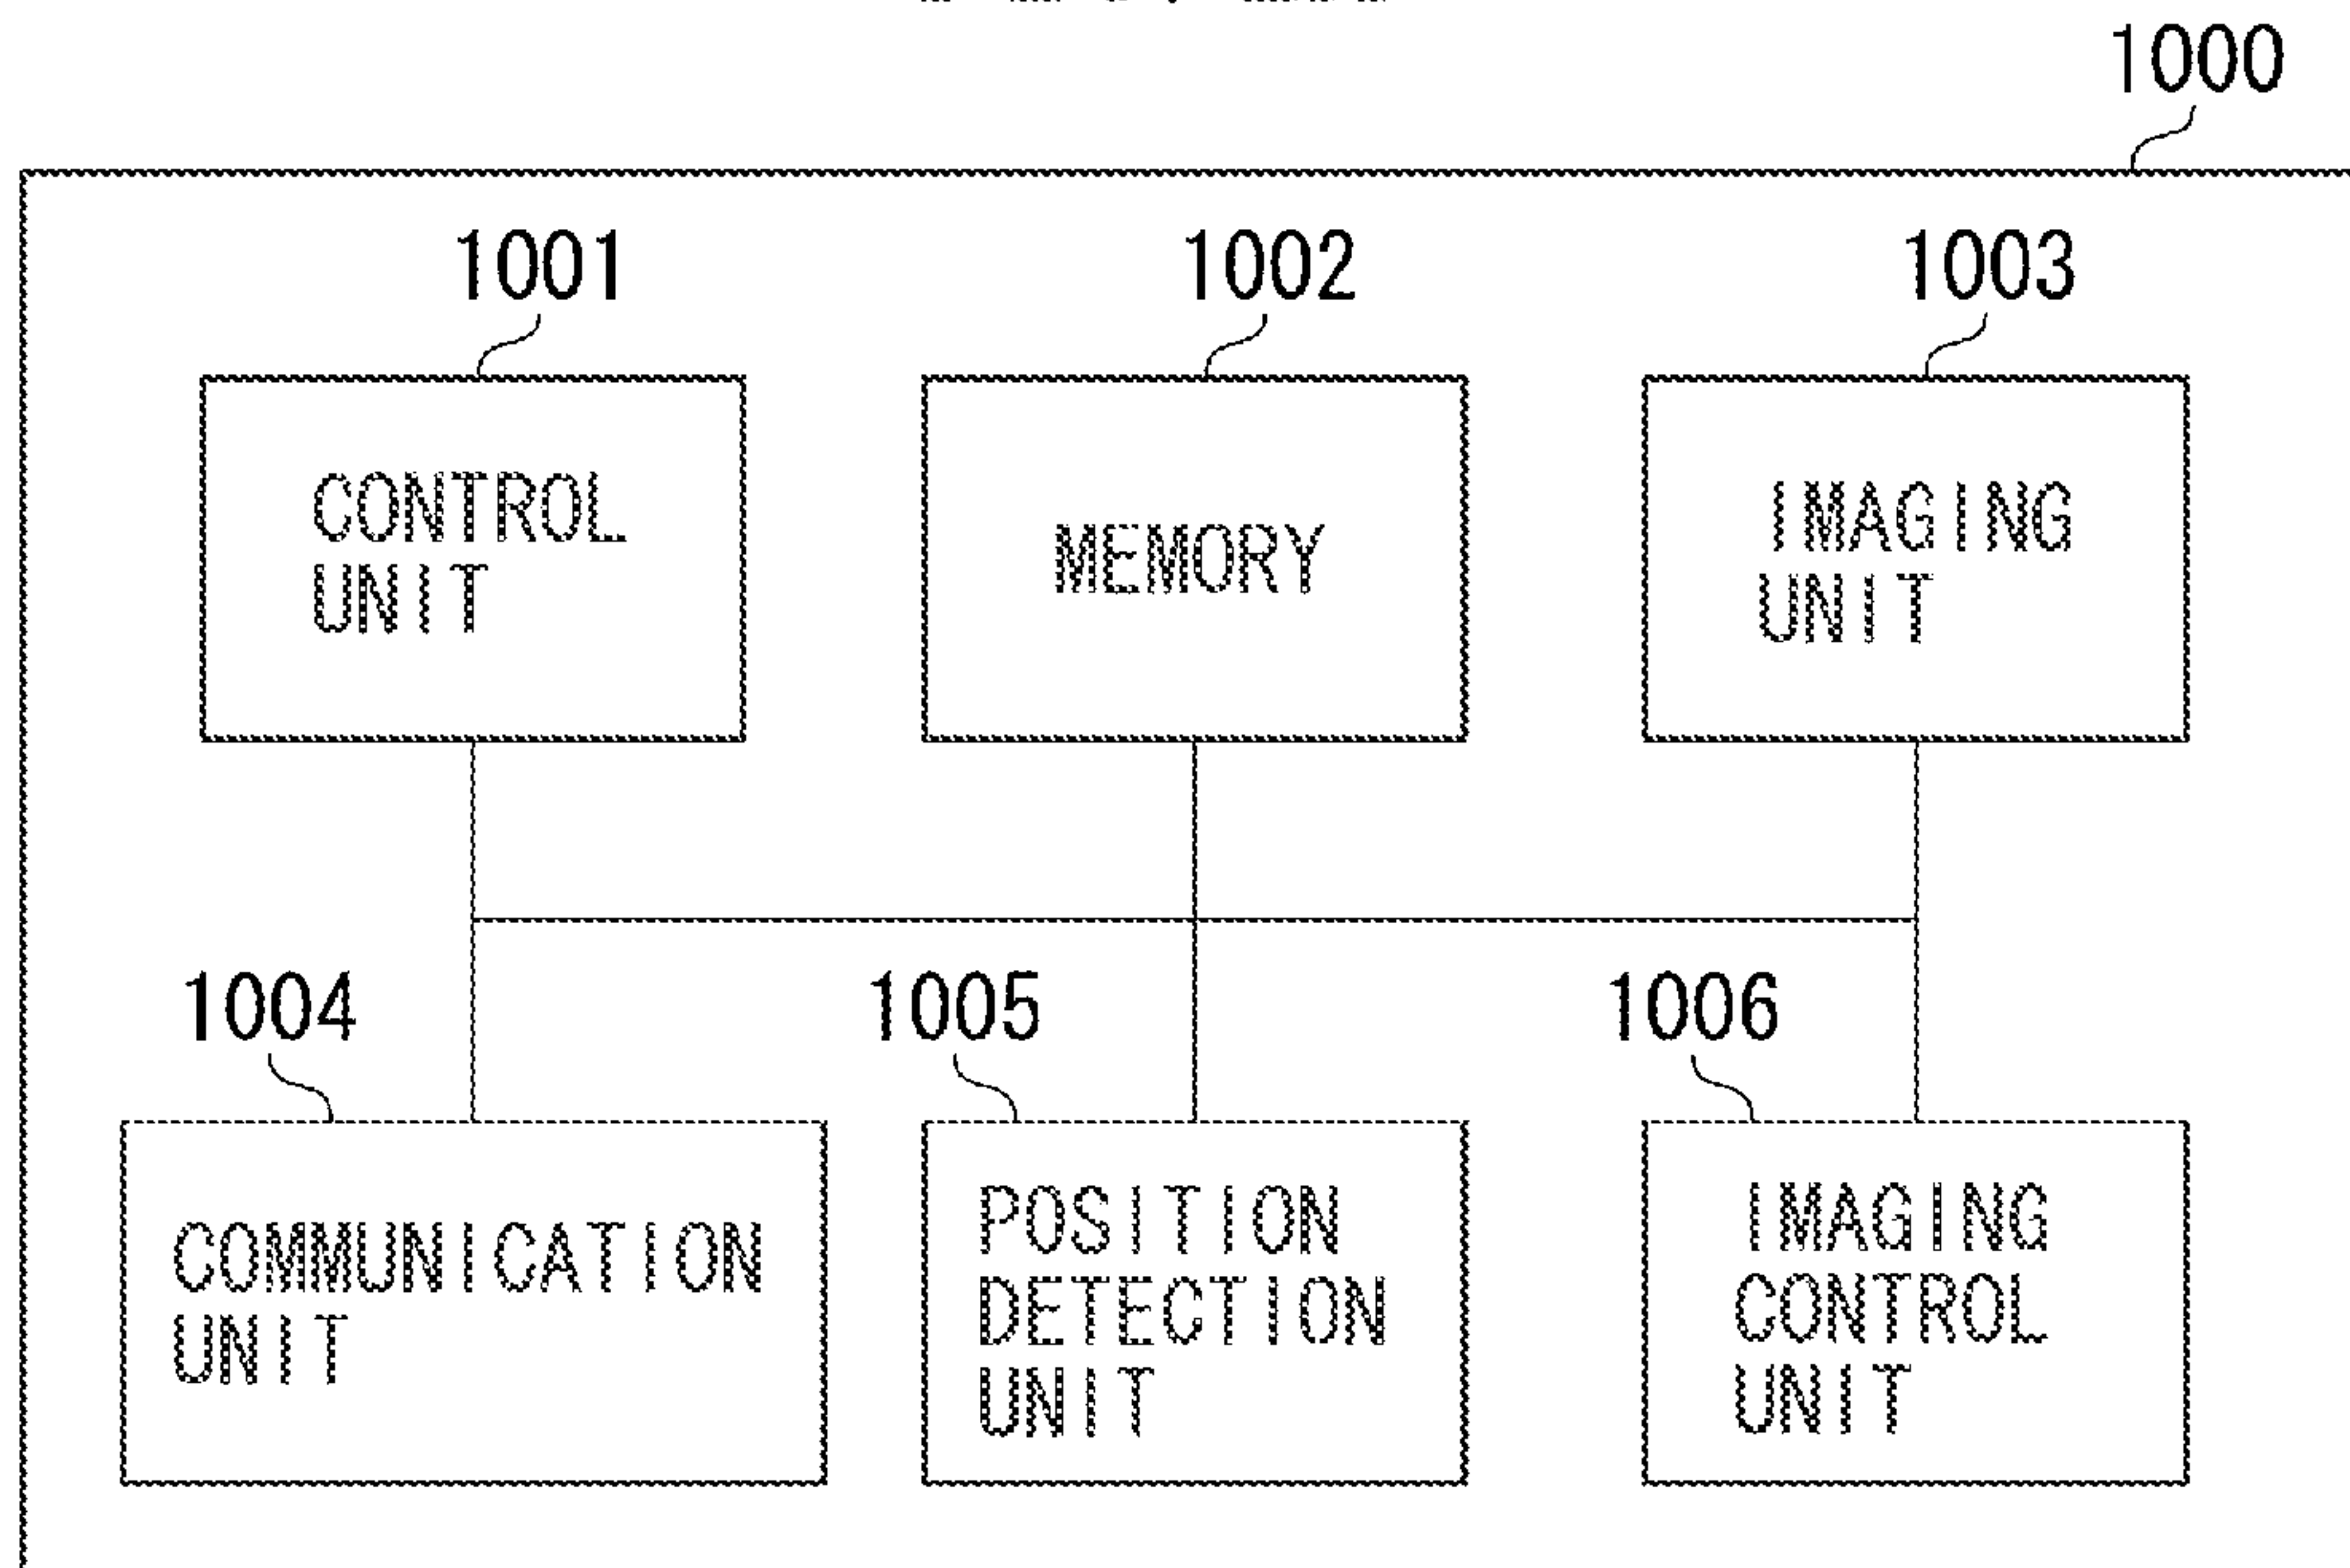 1000
1001
1002
1003
CONTROL
UNIT
MEMORY
IMAGING
UNIT
1004
1005
1006
COMMUNICATION
UNIT
POSITION
DETECTION
UNIT
IMAGING
CONTROL
UNIT